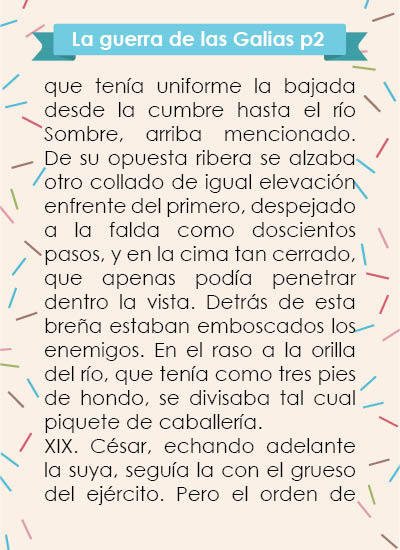 La guerra de las Galias p2
que tenía uniforme la bajada
desde la cumbre hasta el río
Sombre, arriba mencionado.
De su opuesta ribera se alzaba
otro collado de igual elevación
enfrente del primero, despejado
a la falda como doscientos
pasos, y en la cima tan cerrado,
que apenas podía penetrar
dentro la vista. Detrás de esta
breña estaban emboscados los
enemigos. En el raso a la orilla
del río, que tenía como tres pies
de hondo, se divisaba tal cual
piquete de caballería.
XIX. César, echando adelante
la suya, seguía la con el grueso
del ejército. Pero el orden de